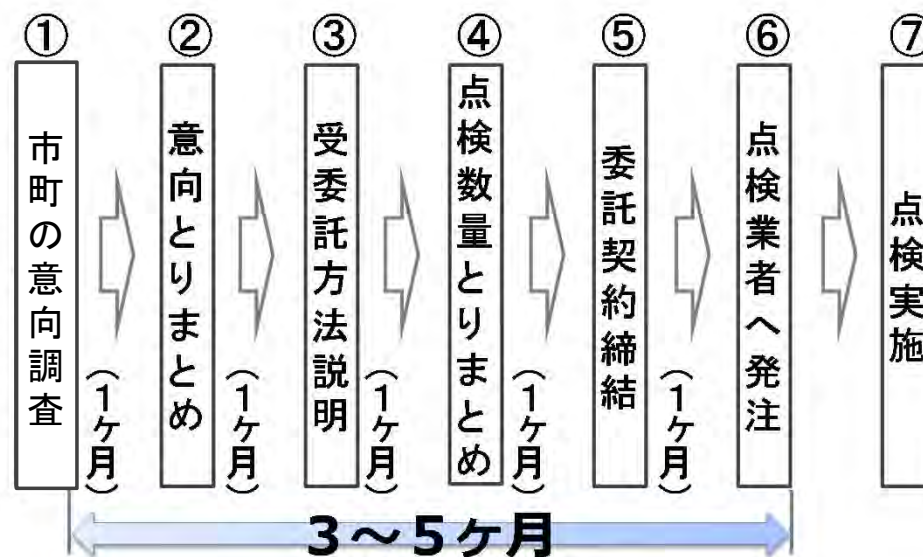 ①
市町の意向調査
(1ケ月)
②
意向とりまとめ
(1ケ月)
③
受委託方法説明
(1ケ月)
④
点検数量とりまとめ
(1ケ月)
⑤
委託契約締結
(1ケ月)
⑥
点検業者へ発注
⑦
点検実施
3～5ケ月